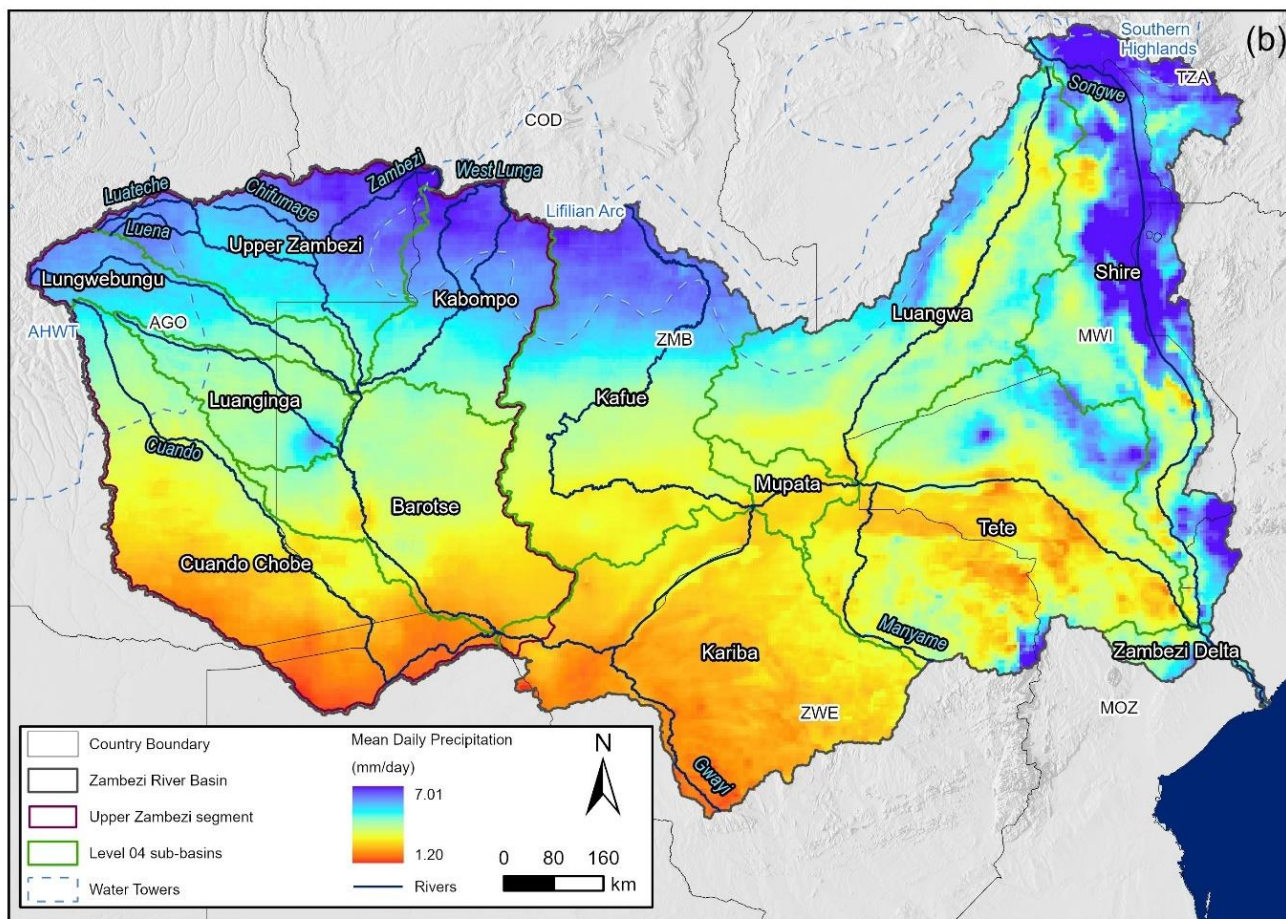 (b)
Southern
Highlands
TZA
Songwe
COD
Zambezi
West Lunga
Luateche
Chifumage
Lifilian Arc
Luena
Upper Zambezi
Lungwebungu
Kabompo
Shire
AHWT
AGO
Luangwa
ZMB
MWI
Luanginga
Kafue
Cuando
Mupata
Barotse
Tete
Cuando Chobe
Manyame
Kariba
Zambezi Delta
ZWE
MOZ
Gwayi
Country Boundary
Zambezi River Basin
Upper Zambezi segment
Level 04 sub-basins
Water Towers
Mean Daily Precipitation
(mm/day)
7.01
1.20
Rivers
N
0 80 160
km